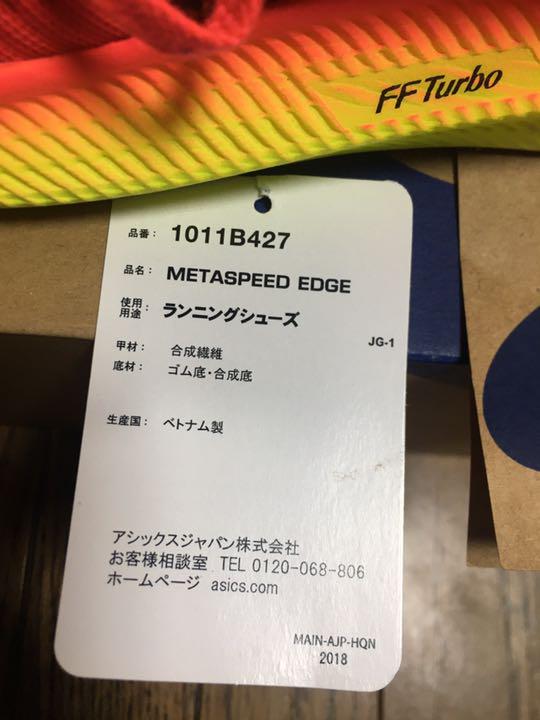 FF Turbo
品番： 1011B427
品名： METASPEED EDGE
使用用途： ランニングシューズ
JG-1
甲材： 合成繊維
底材： ゴム底・合成底
生産国： ベトナム製
アシックスジャパン株式会社
お客様相談室 TEL 0120-068-806
ホームページ asics.com
MAIN-AJP-HQN
2018